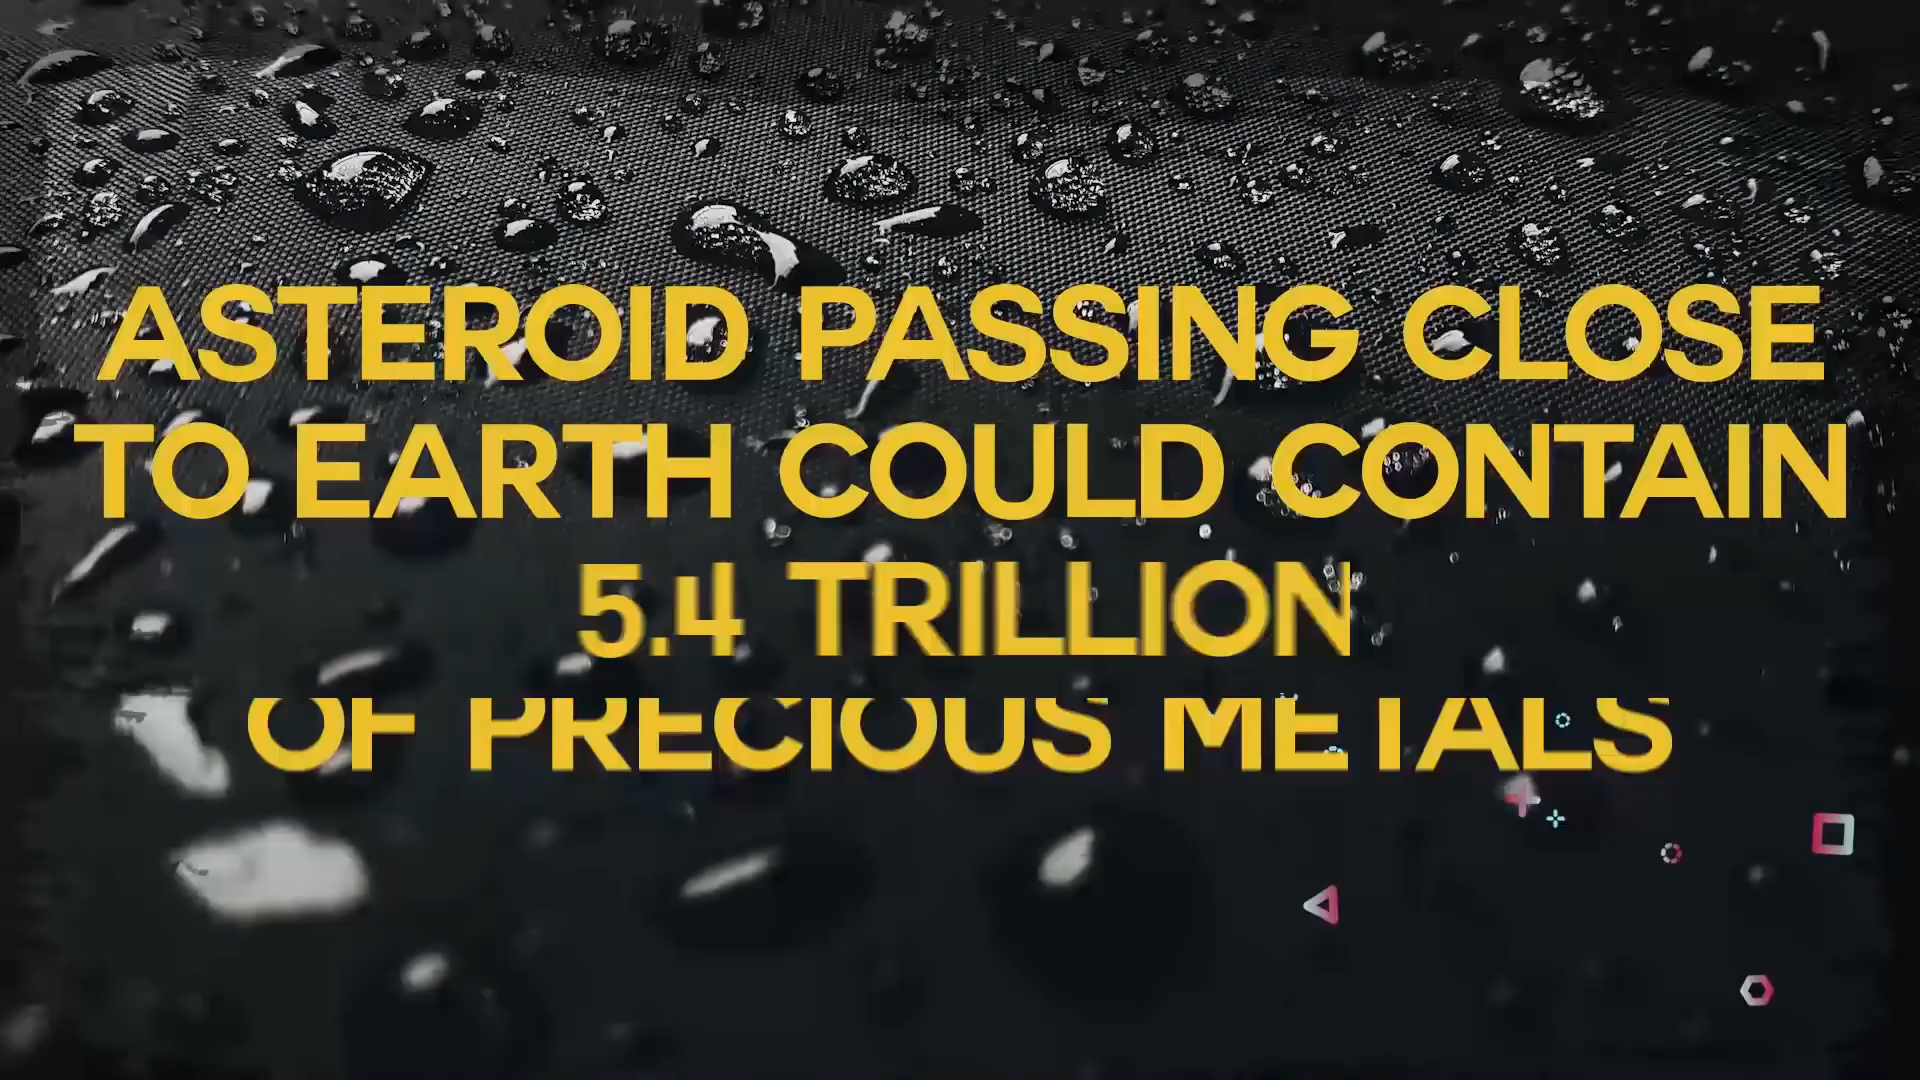 ASTEROID PASSING CLOSE
TO EARTH COULD CONTAIN
5.4 TRILLION
OF PRECIOUS METALS